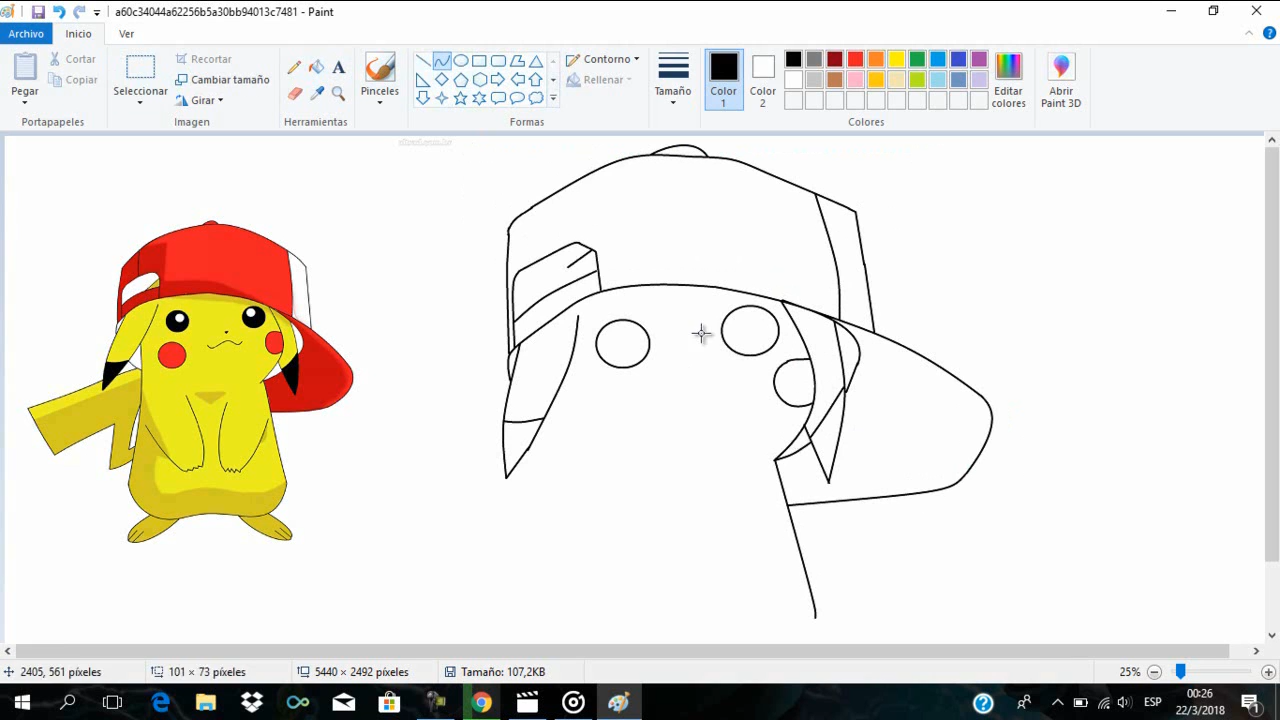 a60c34044a62256b5a30bb94013c7481 - Paint
Archivo Inicio Ver
Pegar
Cortar
Copiar
Portapapeles
Seleccionar
Recortar
Cambiar tamaño
Girar
Imagen
A
Herramientas
Pinceles
Contorno
Rellenar
Formas
Tamaño
Color
1
Color
2
Editar
colores
Colores
Abrir
Paint 3D
2405, 561 píxeles 101 × 73 píxeles 5440 × 2492 píxeles Tamaño: 107,2KB 25%
ESP
00:26
22/3/2018